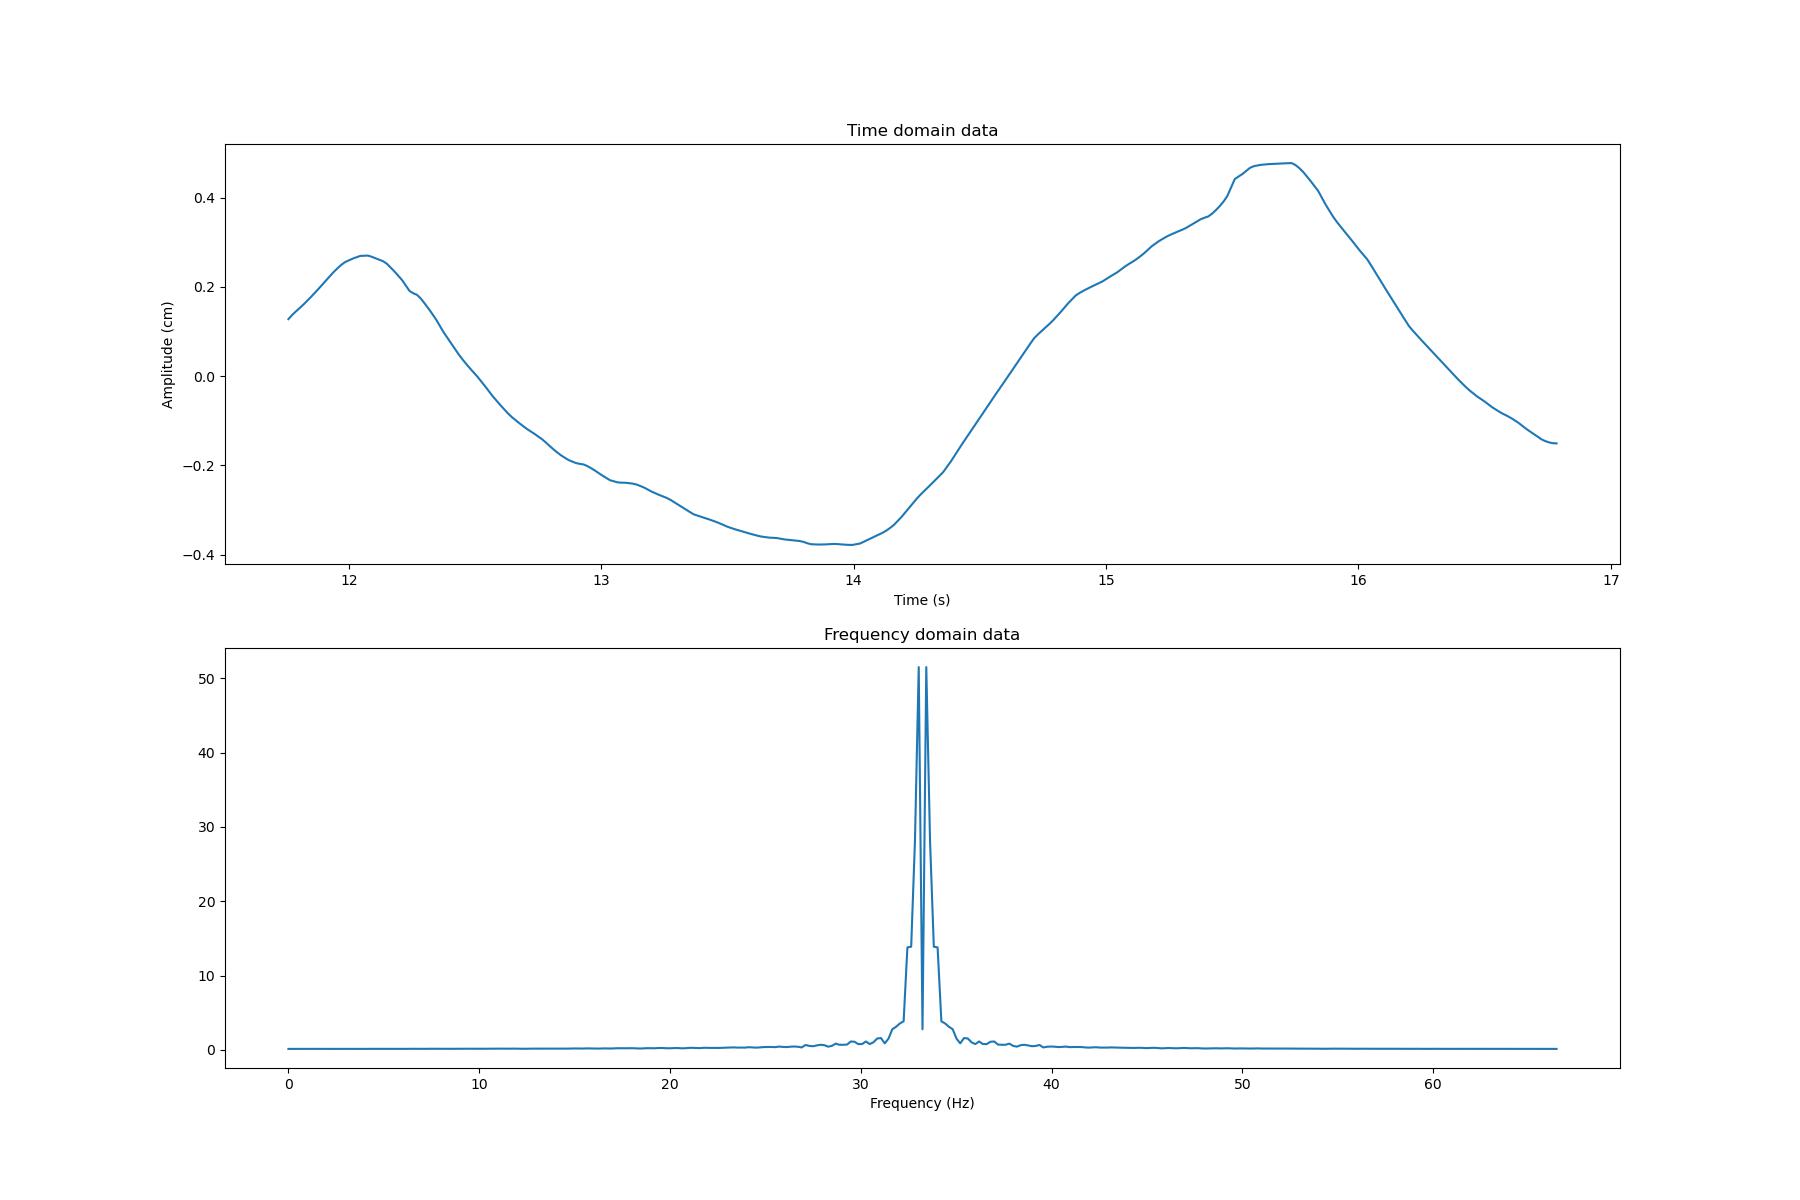 Time domain data
Amplitude (cm)
0.4
0.2
0.0
−0.2
−0.4
12 13 14 15 16 17
Time (s)
Frequency domain data
50
40
30
20
10
0
0 10 20 30 40 50 60
Frequency (Hz)